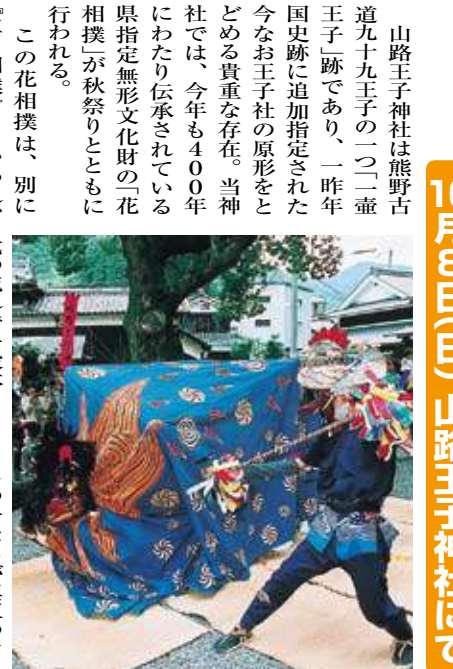 10月8日(日) 山路王子神社にて
山路王子神社は熊野古
道九十九王子の一つ「一壷
王子」跡であり、一昨年
国史跡に追加指定された
今なお王子社の原形をと
どめる貴重な存在。当神
社では、今年も400年
にわたり伝承されている
県指定無形文化財の「花
相撲」が秋祭りとともに
行われる。
この花相撲は、別に